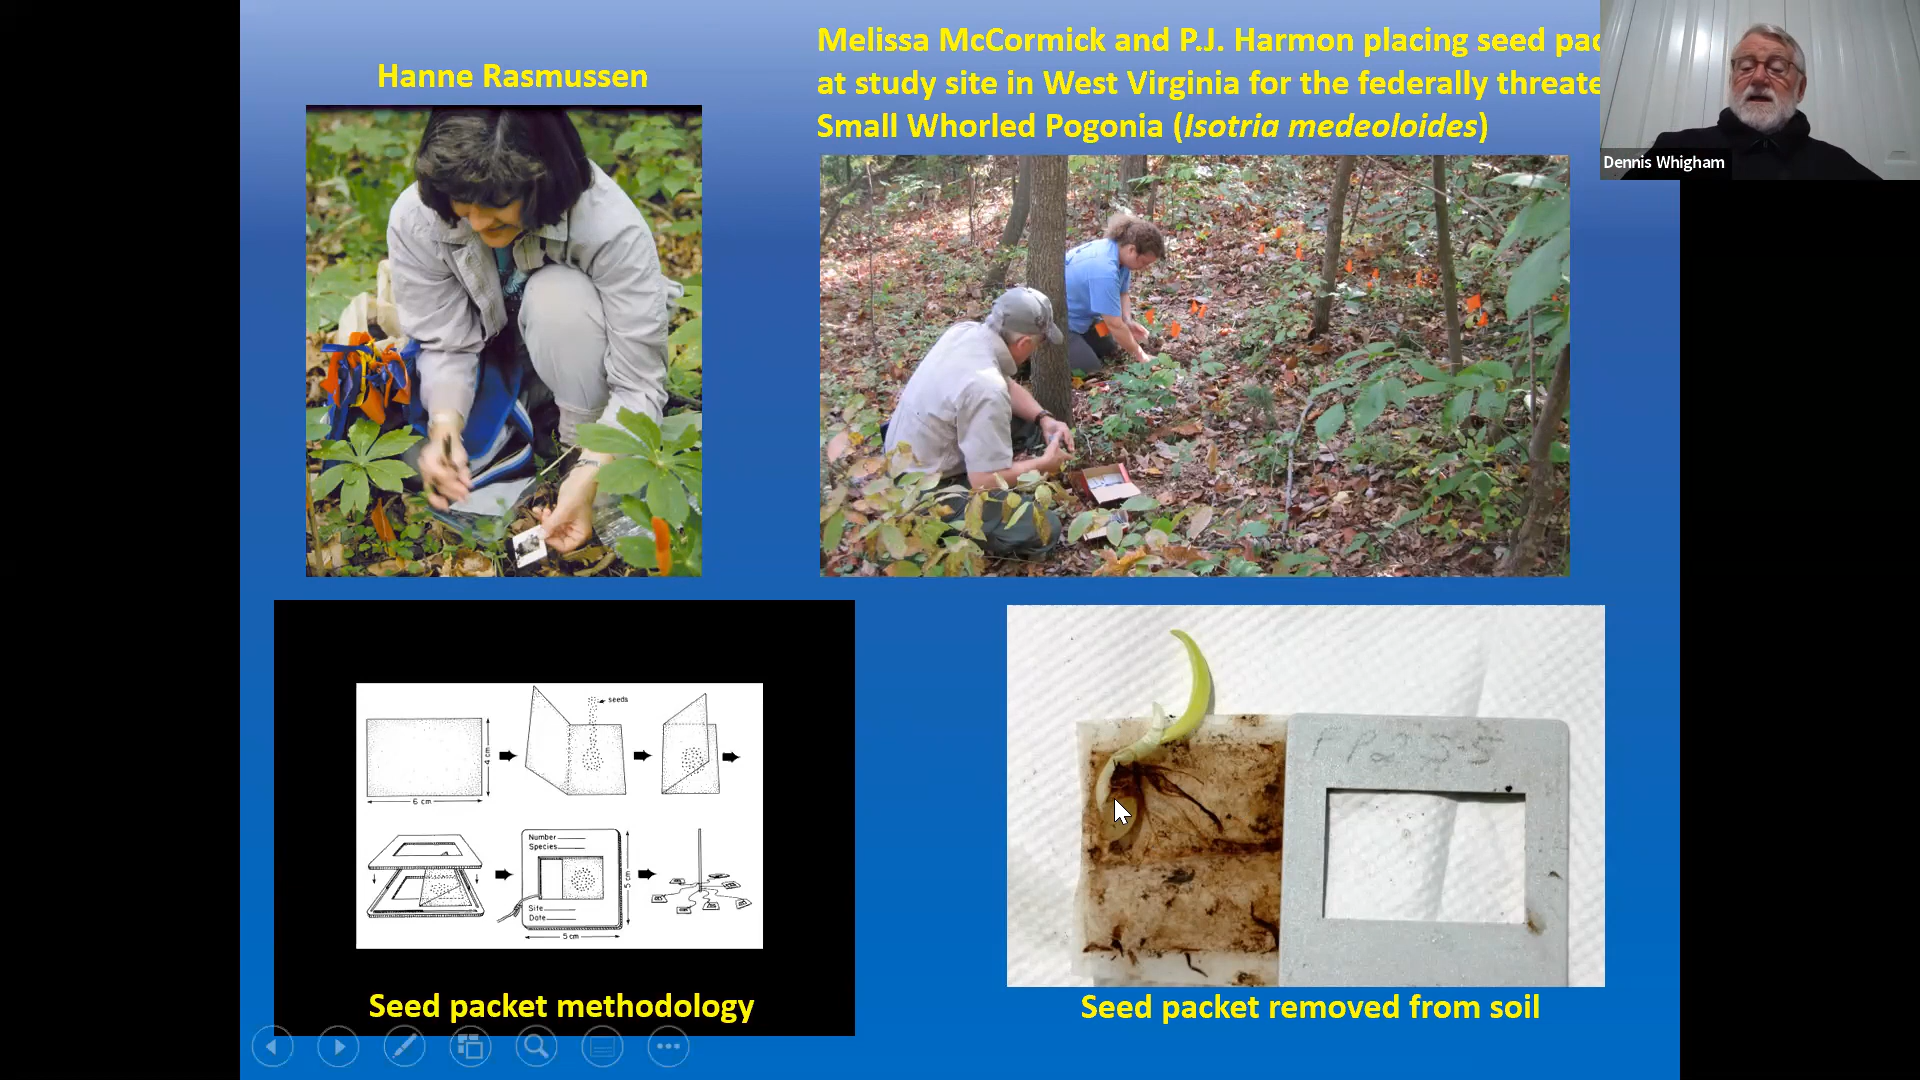 Hanne Rasmussen
Melissa McCormick and P.J. Harmon placing seed pac
at study site in West Virginia for the federally threate
Small Whorled Pogonia (Isotria medeoloides)
Dennis Whigham
seeds
4 cm
6 cm
Number
Species
Site
Date
5 cm
5 cm
Seed packet methodology
Seed packet removed from soil